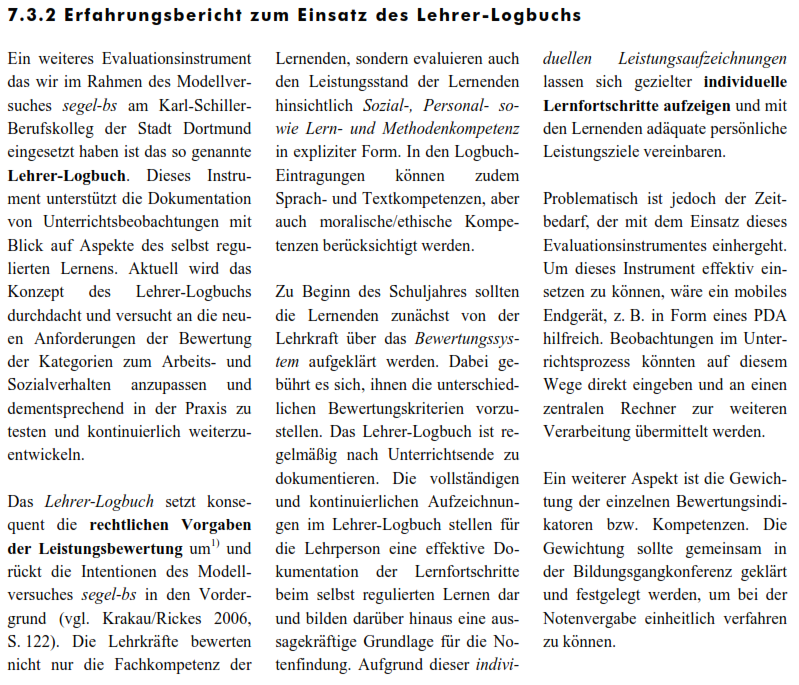 7.3.2 Erfahrungsbericht zum Einsatz des Lehrer-Logbuchs
Ein weiteres Evaluationsinstrument
das wir im Rahmen des Modellver-
suches segel-bs am Karl-Schiller-
Berufskolleg der Stadt Dortmund
eingesetzt haben ist das so genannte
Lehrer-Logbuch. Dieses Instru-
ment unterstützt die Dokumentation
von Unterrichtsbeobachtungen mit
Blick auf Aspekte des selbst regu-
lierten Lernens. Aktuell wird das
Konzept des Lehrer-Logbuchs
durchdacht und versucht an die neu-
en Anforderungen der Bewertung
der Kategorien zum Arbeits- und
Sozialverhalten anzupassen und
dementsprechend in der Praxis zu
testen und kontinuierlich weiterzu-
entwickeln.
Das Lehrer-Logbuch setzt konse-
quent die rechtlichen Vorgaben
der Leistungsbewertung um1) und
rückt die Intentionen des Modell-
versuches segel-bs in den Vorder-
grund (vgl. Krakau/Rickes 2006,
S. 122). Die Lehrkräfte bewerten
nicht nur die Fachkompetenz der
Lernenden, sondern evaluieren auch
den Leistungsstand der Lernenden
hinsichtlich Sozial-, Personal- so-
wie Lern- und Methodenkompetenz
in expliziter Form. In den Logbuch-
Eintragungen können zudem
Sprach- und Textkompetenzen, aber
auch moralische/ethische Kompe-
tenzen berücksichtigt werden.
Zu Beginn des Schuljahres sollten
die Lernenden zunächst von der
Lehrkraft über das Bewertungssys-
tem aufgeklärt werden. Dabei ge-
bührt es sich, ihnen die unterschied-
lichen Bewertungskriterien vorzu-
stellen. Das Lehrer-Logbuch ist re-
gelmäßig nach Unterrichtsende zu
dokumentieren. Die vollständigen
und kontinuierlichen Aufzeichnun-
gen im Lehrer-Logbuch stellen für
die Lehrperson eine effektive Do-
kumentation der Lernfortschritte
beim selbst regulierten Lernen dar
und bilden darüber hinaus eine aus-
sagekräftige Grundlage für die No-
tenfindung. Aufgrund dieser indivi-
duellen Leistungsaufzeichnungen
lassen sich gezielter individuelle
Lernfortschritte aufzeigen und mit
den Lernenden adäquate persönliche
Leistungsziele vereinbaren.
Problematisch ist jedoch der Zeit-
bedarf, der mit dem Einsatz dieses
Evaluationsinstrumentes einhergeht.
Um dieses Instrument effektiv ein-
setzen zu können, wäre ein mobiles
Endgerät, z. B. in Form eines PDA
hilfreich. Beobachtungen im Unter-
richtsprozess könnten auf diesem
Wege direkt eingeben und an einen
zentralen Rechner zur weiteren
Verarbeitung übermittelt werden.
Ein weiterer Aspekt ist die Gewich-
tung der einzelnen Bewertungsindi-
katoren bzw. Kompetenzen. Die
Gewichtung sollte gemeinsam in
der Bildungsgangkonferenz geklärt
und festgelegt werden, um bei der
Notenvergabe einheitlich verfahren
zu können.